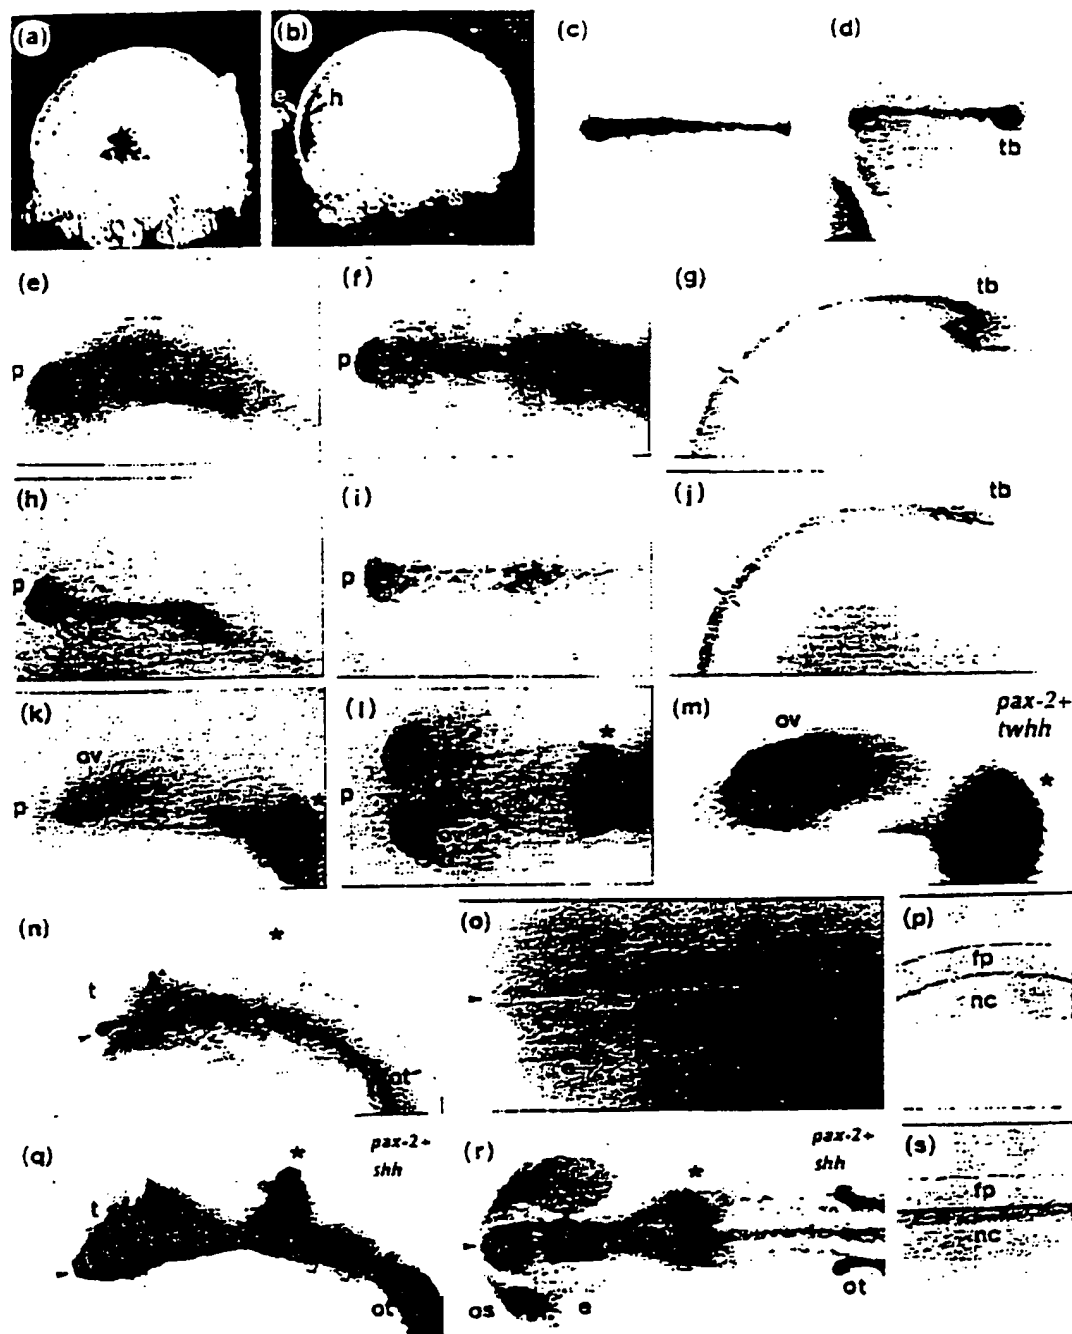 (a)
(b)
e
h
(c)
(d)
tb
(e)
p
(f)
p
(g)
tb
(h)
p
(i)
p
(j)
tb
(k)
ov
p
*
(l)
p
*
(m)
ov
pax-2+
twhh
*
(n)
*
t
ot
(o)
e
(p)
fp
nc
(q)
pax-2+
shh
*
t
ot
(r)
pax-2+
shh
*
os
e
ot
(s)
fp
nc